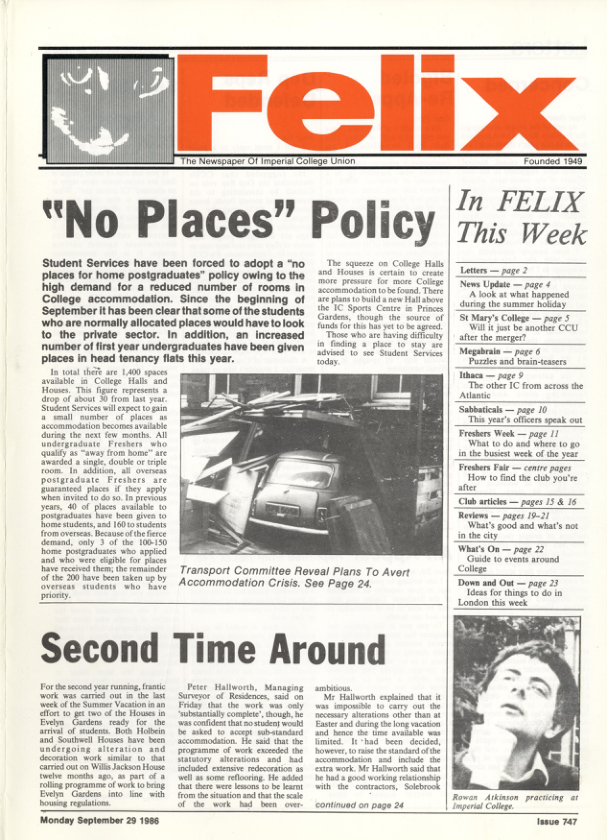 Felix
The Newspaper Of Imperial College Union
Founded 1949
"No Places" Policy
Student Services have been forced to adopt a "no
places for home postgraduates" policy owing to the
high demand for a reduced number of rooms in
College accommodation. Since the beginning of
September it has been clear that some of the students
who are normally allocated places would have to look
to the private sector. In addition, an increased
number of first year undergraduates have been given
places in head tenancy flats this year.
In total there are 1,400 spaces
available in College Halls and
Houses. This figure represents a
drop of about 30 from last year.
Student Services will expect to gain
a small number of places as
accommodation becomes available
during the next few months. All
undergraduate Freshers who
qualify as "away from home" are
awarded a single, double or triple
room. In addition, all overseas
postgraduate Freshers are
guaranteed places if they apply
when invited to do so. In previous
years, 40 of places available to
postgraduates have been given to
home students, and 160 to students
from overseas. Because of the fierce
demand, only 3 of the 100-150
home postgraduates who applied
and who were eligible for places
have received them; the remainder
of the 200 have been taken up by
overseas students who have
priority.
The squeeze on College Halls
and Houses is certain to create
more pressure for more College
accommodation to be found. There
are plans to build a new Hall above
the IC Sports Centre in Princes
Gardens, though the source of
funds for this has yet to be agreed.
Those who are having difficulty
in finding a place to stay are
advised to see Student Services
today.
Transport Committee Reveal Plans To Avert
Accommodation Crisis. See Page 24.
Second Time Around
For the second year running, frantic
work was carried out in the last
week of the Summer Vacation in an
effort to get two of the Houses in
Evelyn Gardens ready for the
arrival of students. Both Holbein
and Southwell Houses have been
undergoing alteration and
decoration work similar to that
carried out on Willis Jackson House
twelve months ago, as part of a
rolling programme of work to bring
Evelyn Gardens into line with
housing regulations.
Peter Hallworth, Managing
Surveyor of Residences, said on
Friday that the work was only
'substantially complete', though, he
was confident that no student would
be asked to accept sub-standard
accommodation. He said that the
programme of work exceeded the
statutory alterations and had
included extensive redecoration as
well as some reflooring. He added
that there were lessons to be learnt
from the situation and that the scale
of the work had been over-
ambitious.
Mr Hallworth explained that it
was impossible to carry out the
necessary alterations other than at
Easter and during the long vacation
and hence the time available was
limited. It had been decided,
however, to raise the standard of the
accommodation and include the
extra work. Mr Hallworth said that
he had a good working relationship
with the contractors, Solebrook
continued on page 24
In FELIX
This Week
Letters — page 2
News Update — page 4
A look at what happened
during the summer holiday
St Mary's College — page 5
Will it just be another CCU
after the merger?
Megabrain — page 6
Puzzles and brain-teasers
Ithaca — page 9
The other IC from across the
Atlantic
Sabbaticals — page 10
This year's officers speak out
Freshers Week — page 11
What to do and where to go
in the busiest week of the year
Freshers Fair — centre pages
How to find the club you're
after
Club articles — pages 15 & 16
Reviews — pages 19-21
What's good and what's not
in the city
What's On — page 22
Guide to events around
College
Down and Out — page 23
Ideas for things to do in
London this week
Rowan Atkinson practicing at
Imperial College.
Monday September 29 1986
Issue 747